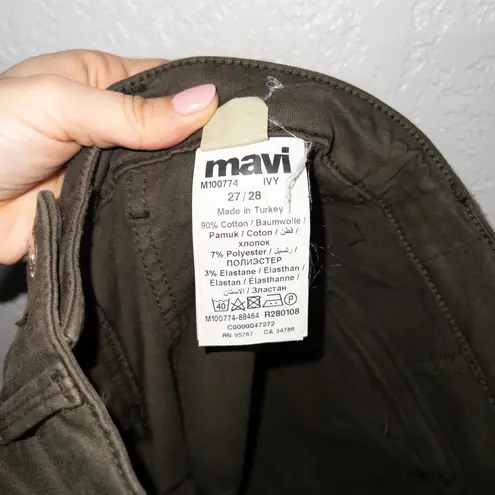 mavi
M100774 IVY
27 / 28
Made in Turkey
90% Cotton / Baumwolle /
Pamuk / Coton / قطن /
хлопок
7% Polyester / بوليستر /
ПОЛИЭСТЕР
3% Elastane / Elasthan /
Elastan / Élasthanne /
الاستان / Эластан
40 P
M100774-88464 R280108
C0000047272
RN 95767 CA 34786